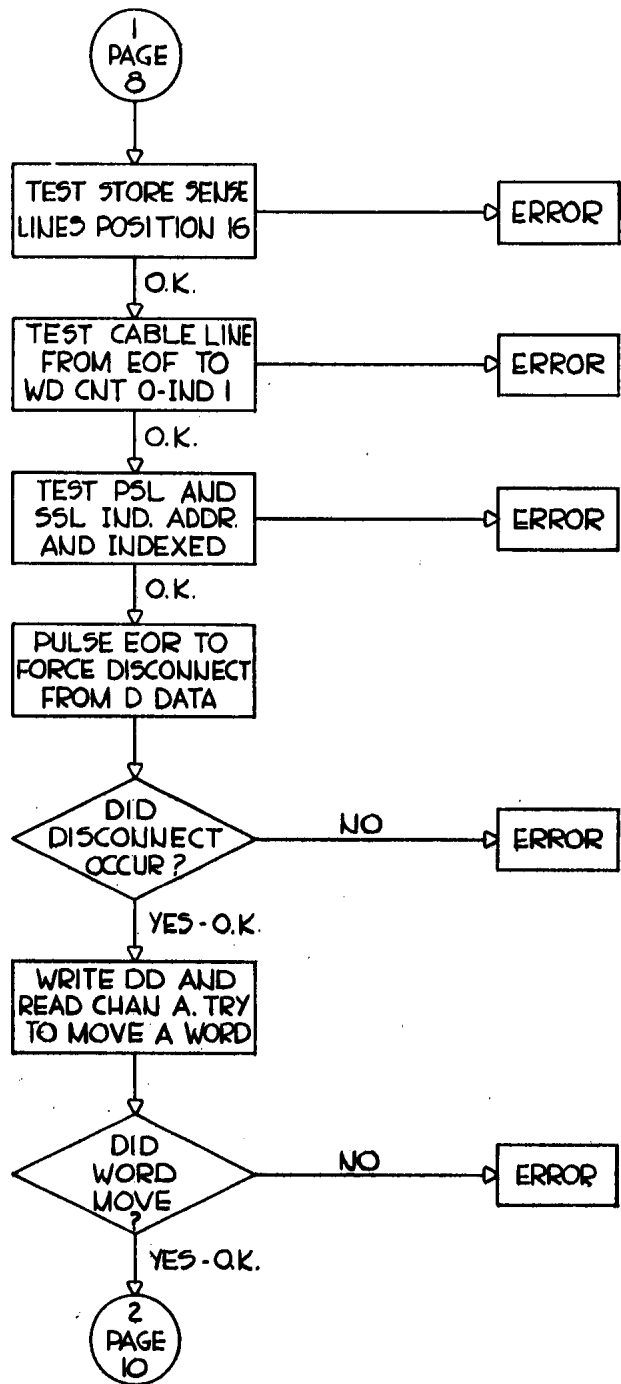 1
PAGE
8
TEST STORE SENSE
LINES POSITION 16
ERROR
O.K.
TEST CABLE LINE
FROM EOF TO
WD CNT 0-IND 1
ERROR
O.K.
TEST PSL AND
SSL IND. ADDR.
AND INDEXED
ERROR
O.K.
PULSE EOR TO
FORCE DISCONNECT
FROM D DATA
DID
DISCONNECT
OCCUR?
NO
ERROR
YES-O.K.
WRITE DD AND
READ CHAN A. TRY
TO MOVE A WORD
DID
WORD
MOVE
?
NO
ERROR
YES-O.K.
2
PAGE
10